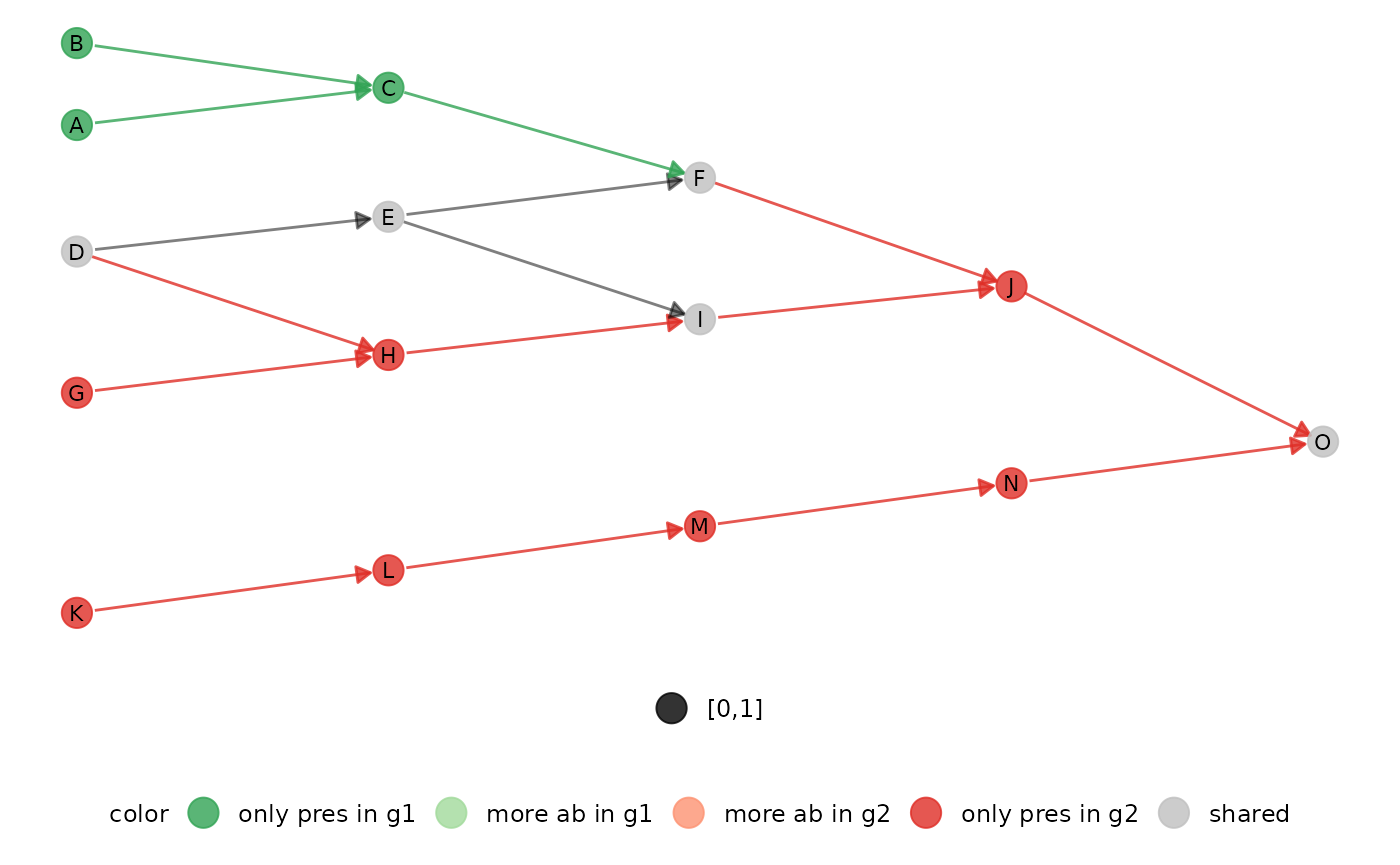 B
A
C
F
E
D
J
I
H
G
O
N
M
L
K
[0,1]
color only pres in g1 more ab in g1 more ab in g2 only pres in g2 shared